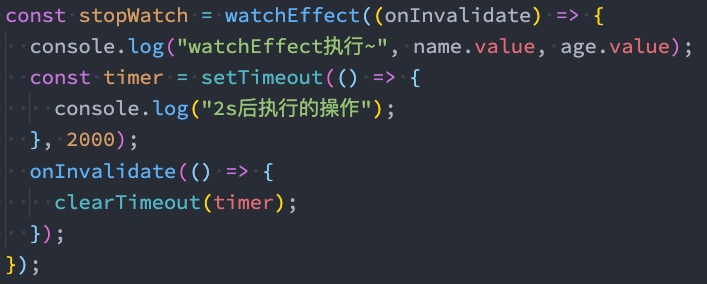 const stopWatch = watchEffect((onInvalidate) => {
  console.log("watchEffect执行~", name.value, age.value);
  const timer = setTimeout(() => {
    console.log("2s后执行的操作");
  }, 2000);
  onInvalidate(() => {
    clearTimeout(timer);
  });
});